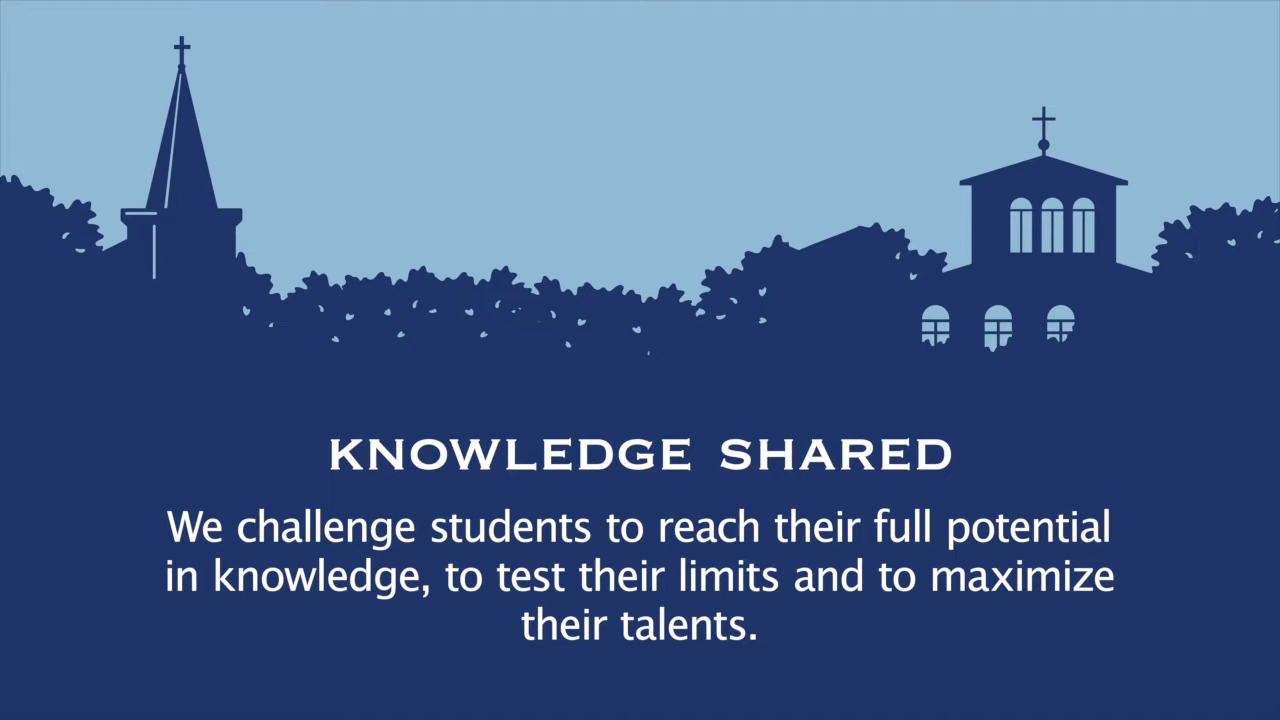 KNOWLEDGE SHARED
We challenge students to reach their full potential
in knowledge, to test their limits and to maximize
their talents.